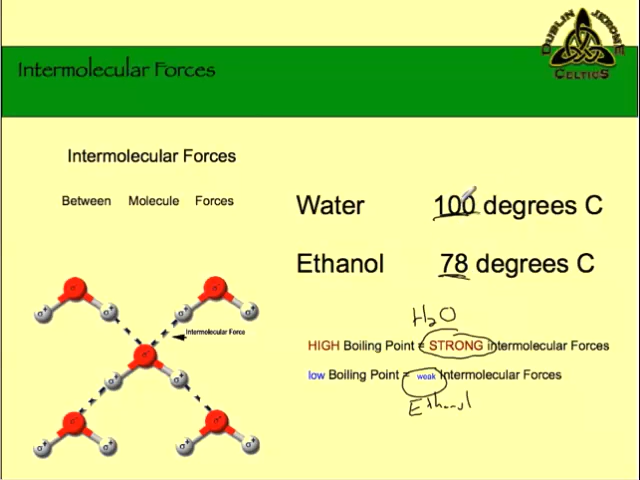 DUBLIN JEROME
CELTICS
Intermolecular Forces
Intermolecular Forces
Between Molecule Forces
Water 100 degrees C
Ethanol 78 degrees C
H2O
HIGH Boiling Point = STRONG intermolecular Forces
low Boiling Point = weak Intermolecular Forces
Ethanol
σ⁻ σ⁻
σ⁺ σ⁺ σ⁺ σ⁺
Intermolecular Force
σ⁻
σ⁺ σ⁺
σ⁻ σ⁻
σ⁺ σ⁺ σ⁺ σ⁺